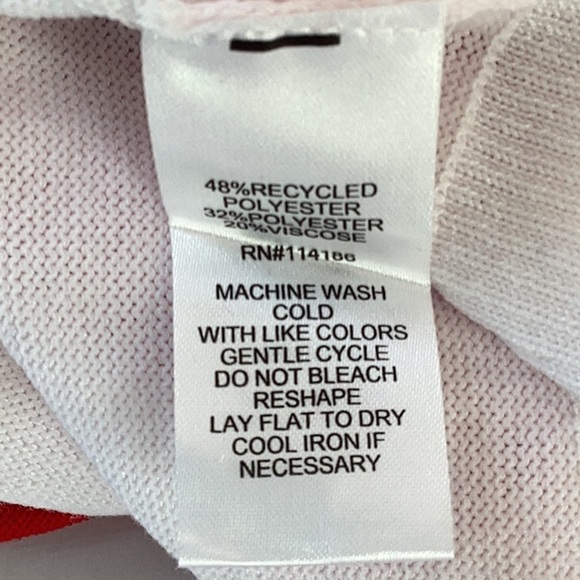 48%RECYCLED
POLYESTER
32%POLYESTER
20%VISCOSE
RN#114186
MACHINE WASH
COLD
WITH LIKE COLORS
GENTLE CYCLE
DO NOT BLEACH
RESHAPE
LAY FLAT TO DRY
COOL IRON IF
NECESSARY